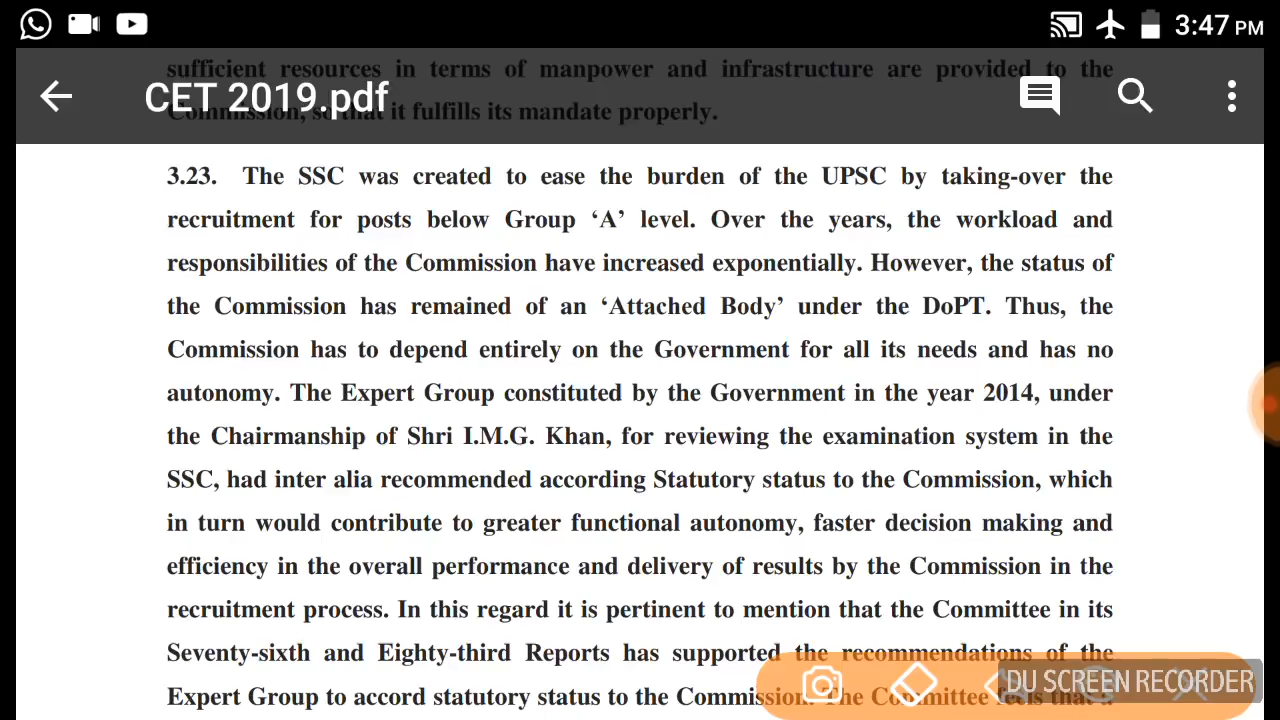 3:47 PM
sufficient resources in terms of manpower and infrastructure are provided to the
CET 2019.pdf
Commission, so that it fulfills its mandate properly.
3.23. The SSC was created to ease the burden of the UPSC by taking-over the
recruitment for posts below Group ‘A’ level. Over the years, the workload and
responsibilities of the Commission have increased exponentially. However, the status of
the Commission has remained of an ‘Attached Body’ under the DoPT. Thus, the
Commission has to depend entirely on the Government for all its needs and has no
autonomy. The Expert Group constituted by the Government in the year 2014, under
the Chairmanship of Shri I.M.G. Khan, for reviewing the examination system in the
SSC, had inter alia recommended according Statutory status to the Commission, which
in turn would contribute to greater functional autonomy, faster decision making and
efficiency in the overall performance and delivery of results by the Commission in the
recruitment process. In this regard it is pertinent to mention that the Committee in its
Seventy-sixth and Eighty-third Reports has supported the recommendations of the
Expert Group to accord statutory status to the Commission. The Committee feels that
DU SCREEN RECORDER